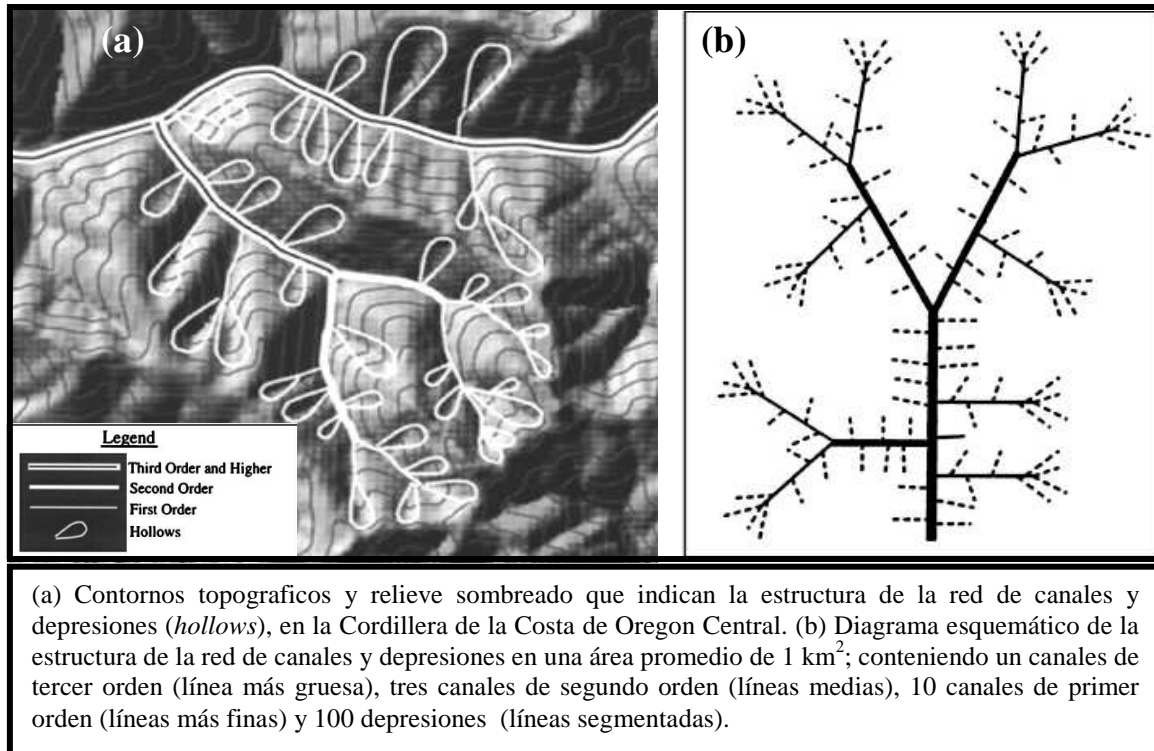 (a)
(b)
Legend
Third Order and Higher
Second Order
First Order
Hollows
(a) Contornos topograficos y relieve sombreado que indican la estructura de la red de canales y
depresiones (hollows), en la Cordillera de la Costa de Oregon Central. (b) Diagrama esquemático de la
estructura de la red de canales y depresiones en una área promedio de 1 km²; conteniendo un canales de
tercer orden (línea más gruesa), tres canales de segundo orden (líneas medias), 10 canales de primer
orden (líneas más finas) y 100 depresiones (líneas segmentadas).